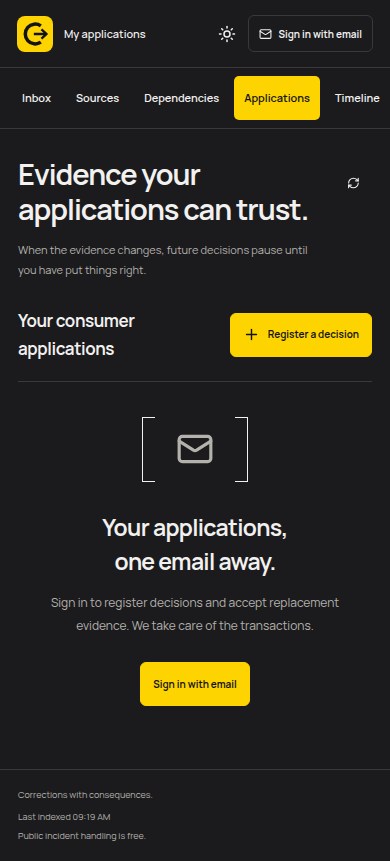 My applications
Sign in with email
Inbox
Sources
Dependencies
Applications
Timeline
Evidence your
applications can trust.
When the evidence changes, future decisions pause until
you have put things right.
Your consumer
applications
Register a decision
Your applications,
one email away.
Sign in to register decisions and accept replacement
evidence. We take care of the transactions.
Sign in with email
Corrections with consequences.
Last indexed 09:19 AM
Public incident handling is free.